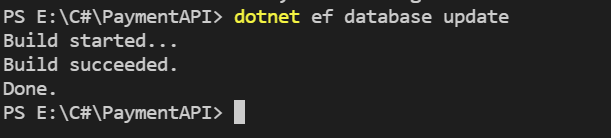 PS E:\C#\PaymentAPI> dotnet ef database update
Build started...
Build succeeded.
Done.
PS E:\C#\PaymentAPI>